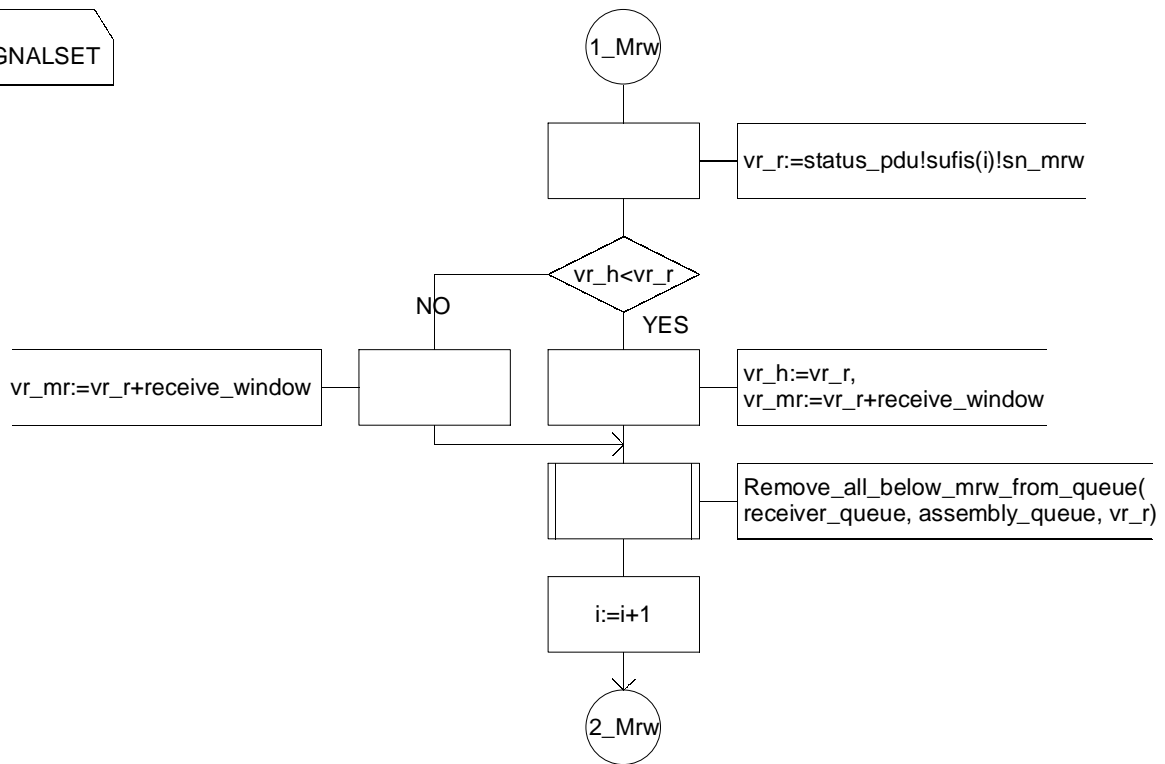 GNALSET
1_Mrw
vr_r:=status_pdu!sufis(i)!sn_mrw
vr_h<vr_r
NO
YES
vr_mr:=vr_r+receive_window
vr_h:=vr_r,
vr_mr:=vr_r+receive_window
Remove_all_below_mrw_from_queue(
receiver_queue, assembly_queue, vr_r)
i:=i+1
2_Mrw